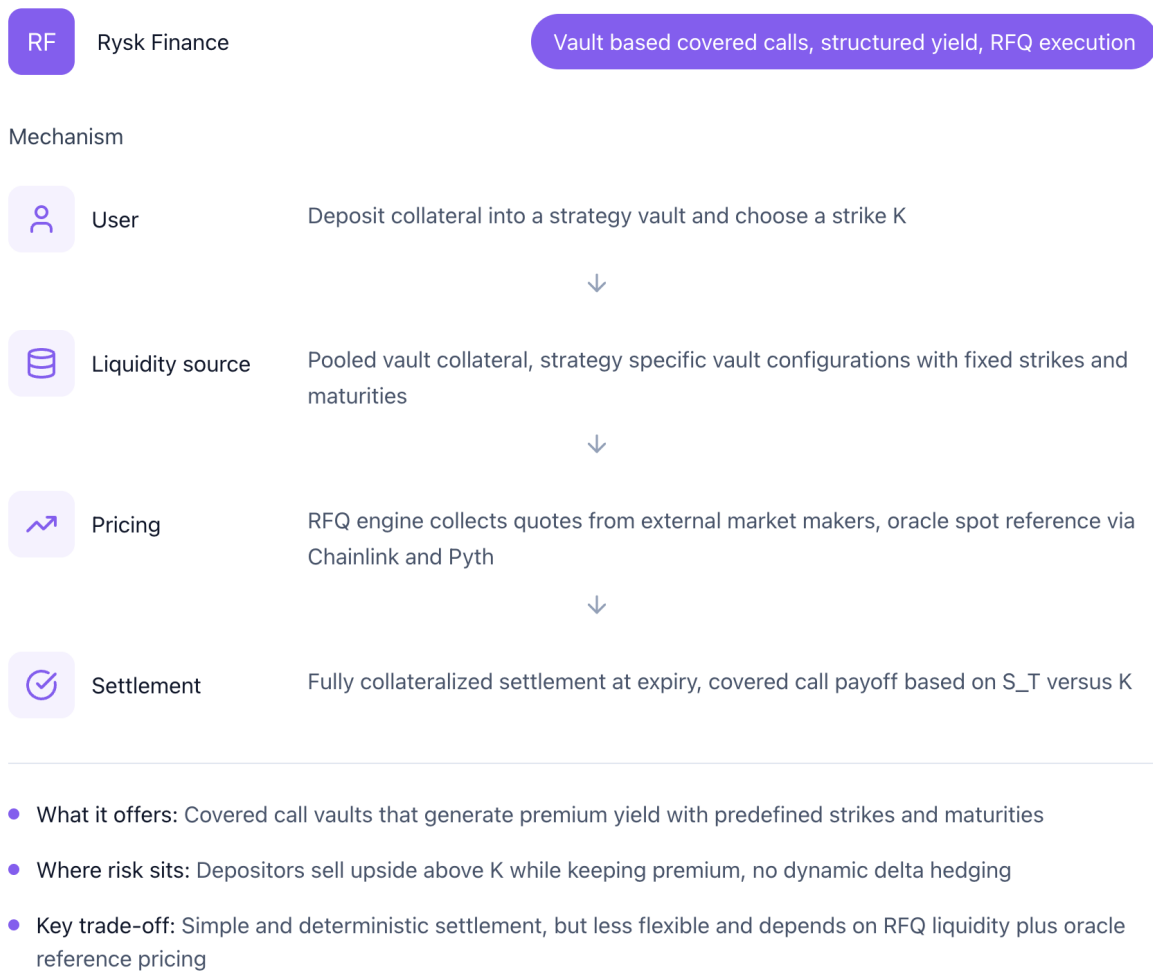 RF
Rysk Finance
Vault based covered calls, structured yield, RFQ execution
Mechanism
User
Deposit collateral into a strategy vault and choose a strike K
Liquidity source
Pooled vault collateral, strategy specific vault configurations with fixed strikes and
maturities
Pricing
RFQ engine collects quotes from external market makers, oracle spot reference via
Chainlink and Pyth
Settlement
Fully collateralized settlement at expiry, covered call payoff based on S_T versus K
What it offers: Covered call vaults that generate premium yield with predefined strikes and maturities
Where risk sits: Depositors sell upside above K while keeping premium, no dynamic delta hedging
Key trade-off: Simple and deterministic settlement, but less flexible and depends on RFQ liquidity plus oracle
reference pricing